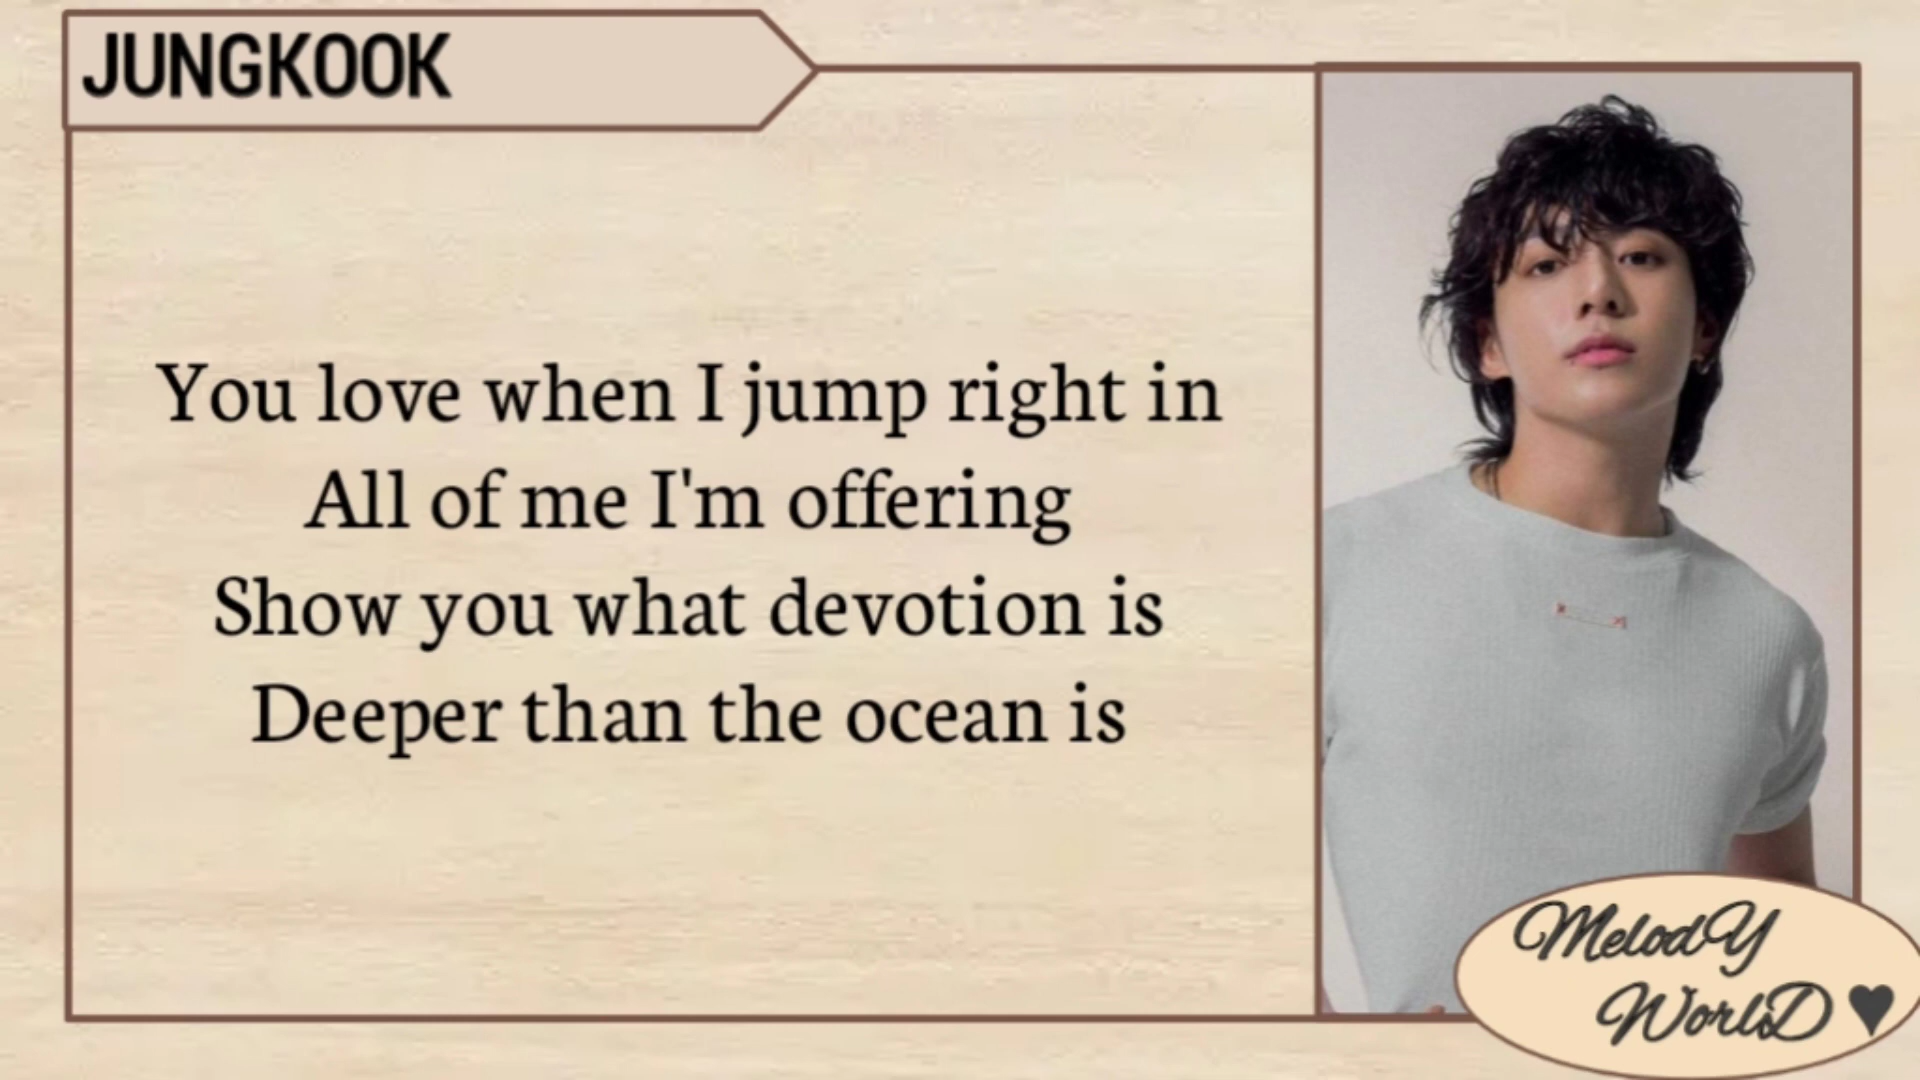 JUNGKOOK
You love when I jump right in
All of me I'm offering
Show you what devotion is
Deeper than the ocean is
MelodY
WorlD ♥